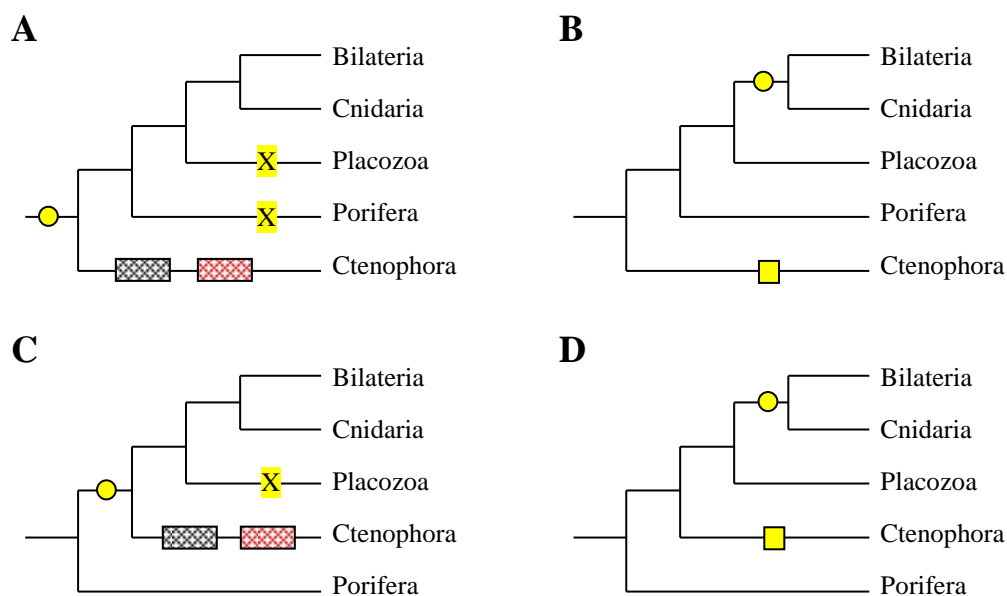 A
Bilateria
Cnidaria
X Placozoa
X Porifera
Ctenophora
B
Bilateria
Cnidaria
Placozoa
Porifera
Ctenophora
C
Bilateria
Cnidaria
X Placozoa
Ctenophora
Porifera
D
Bilateria
Cnidaria
Placozoa
Ctenophora
Porifera